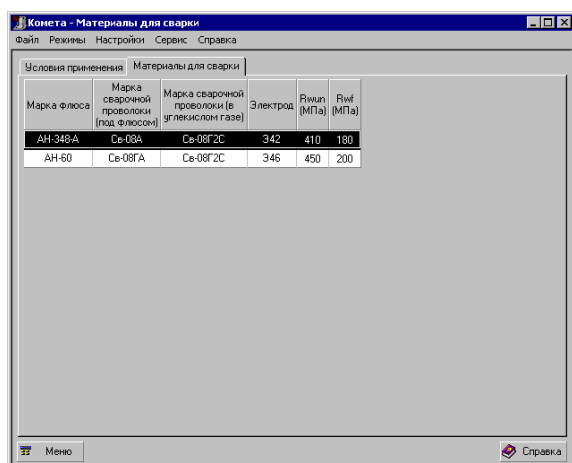 Комета - Материалы для сварки
Файл Режимы Настройки Сервис Справка
Условия применения Материалы для сварки
Марка флюса
Марка
сварочной
проволоки
(под флюсом)
Марка сварочной
проволоки (в
углекислом газе)
Электрод
Rwun
(МПа)
Rwf
(МПа)
АН-348-А Св-08А Св-08Г2С Э42 410 180
АН-60 Св-08ГА Св-08Г2С Э46 450 200
Меню Справка